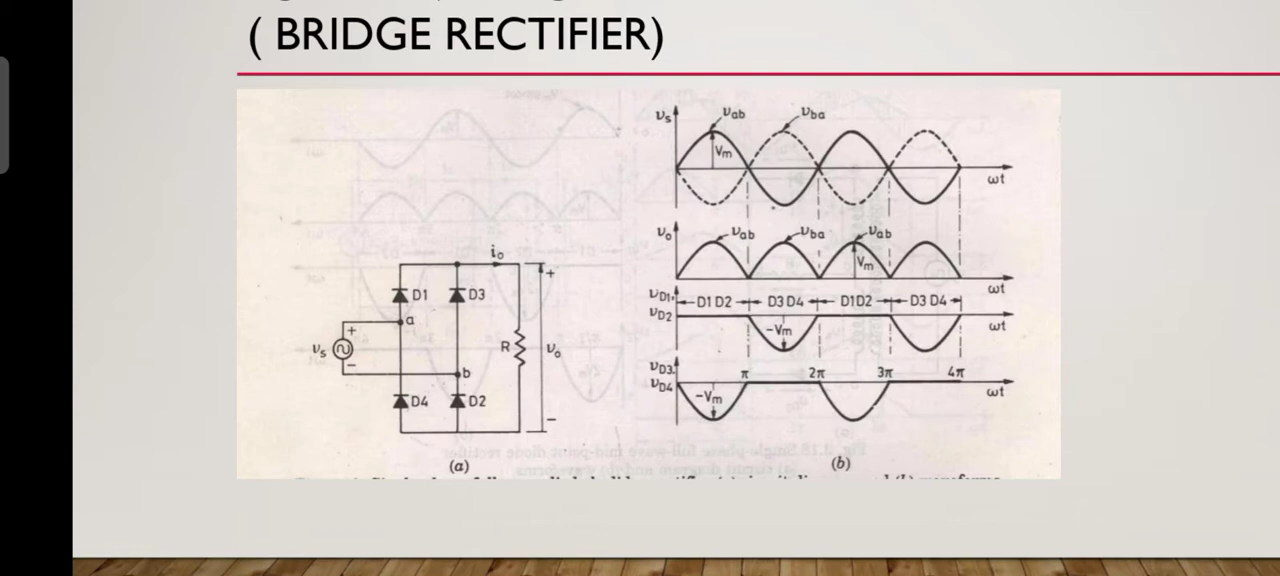 ( BRIDGE RECTIFIER)
io
+
D1
D3
a
+
vs
R
vo
−
b
D4
D2
−
(a)
vs
vab
vba
Vm
ωt
vo
vab
vba
vab
Vm
ωt
vD1,
vD2
D1 D2
D3 D4
D1D2
D3 D4
−Vm
ωt
vD3,
vD4
π
2π
3π
4π
−Vm
ωt
(b)